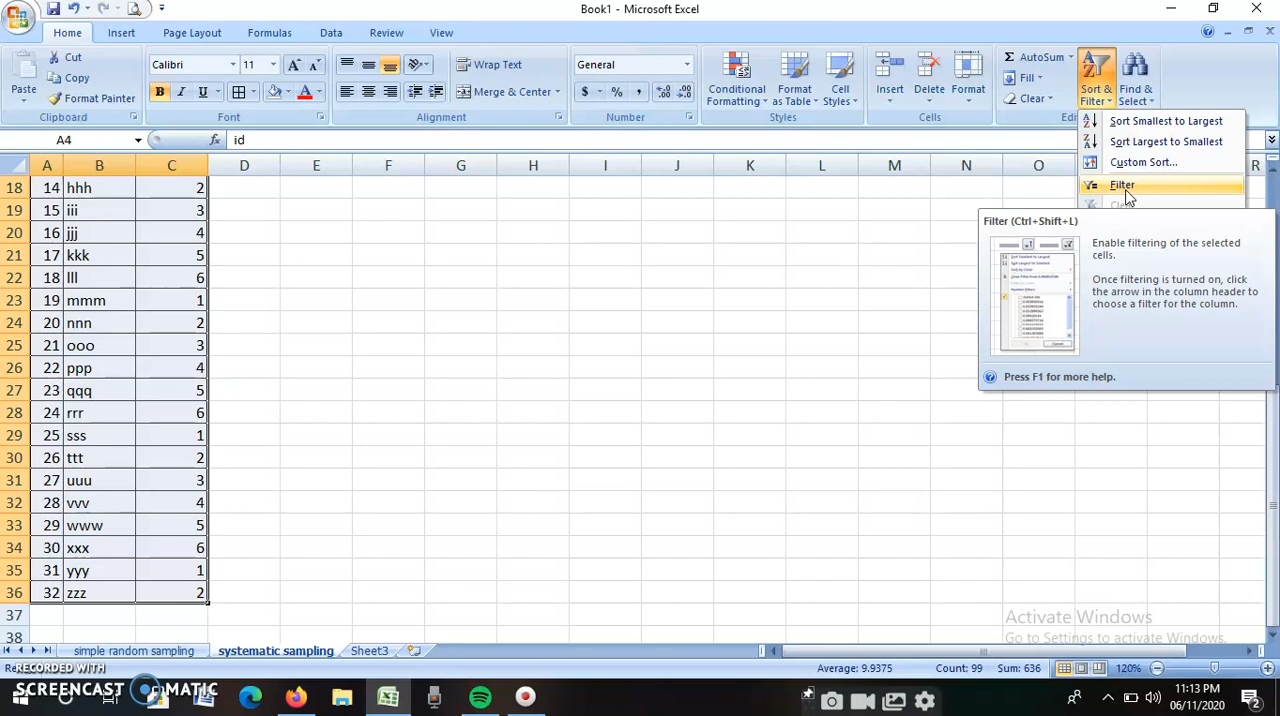 Book1 - Microsoft Excel
Home Insert Page Layout Formulas Data Review View
Cut
Copy
Format Painter
Paste
Clipboard
Calibri 11
B I U
Font
Wrap Text
Merge & Center
Alignment
General
$ % ,
Number
Conditional Formatting
Format as Table
Cell Styles
Styles
Insert Delete Format
Cells
AutoSum
Fill
Clear
Sort & Filter
Find & Select
A4 fx id
Sort Smallest to Largest
Sort Largest to Smallest
Custom Sort...
Filter
Filter (Ctrl+Shift+L)
Enable filtering of the selected
cells.
Once filtering is turned on, click
the arrow in the column header to
choose a filter for the column.
Press F1 for more help.
A B C D E F G H I J K L M N O
18 14 hhh 2
19 15 iii 3
20 16 jjj 4
21 17 kkk 5
22 18 lll 6
23 19 mmm 1
24 20 nnn 2
25 21 ooo 3
26 22 ppp 4
27 23 qqq 5
28 24 rrr 6
29 25 sss 1
30 26 ttt 2
31 27 uuu 3
32 28 vvv 4
33 29 www 5
34 30 xxx 6
35 31 yyy 1
36 32 zzz 2
37
38
Activate Windows
Go to Settings to activate Windows.
simple random sampling systematic sampling Sheet3
Average: 9.9375 Count: 99 Sum: 636 120%
RECORDED WITH
SCREENCAST MATIC
11:13 PM
06/11/2020